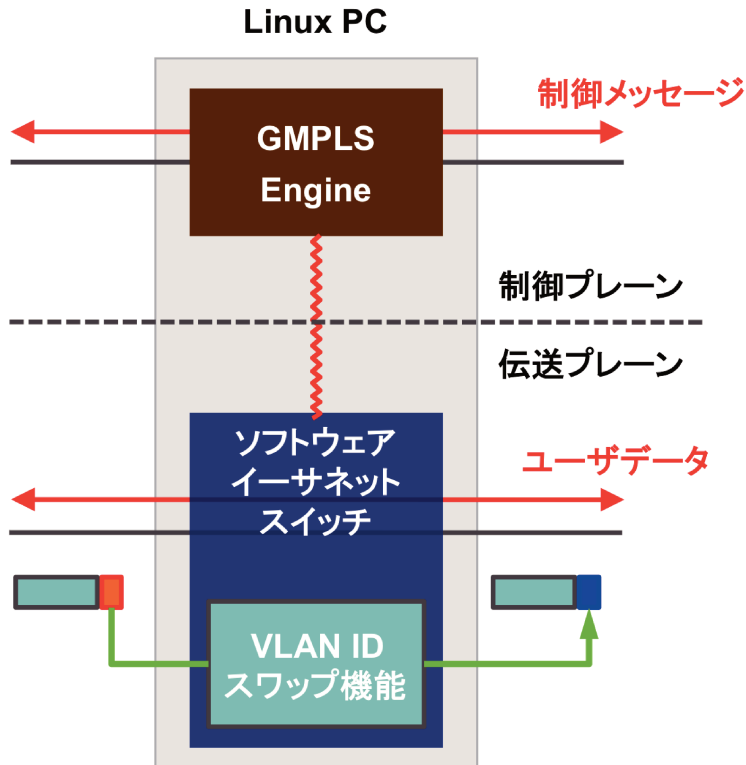 Linux PC
制御メッセージ
GMPLS
Engine
制御プレーン
伝送プレーン
ソフトウェア
イーサネット
スイッチ
ユーザデータ
VLAN ID
スワップ機能